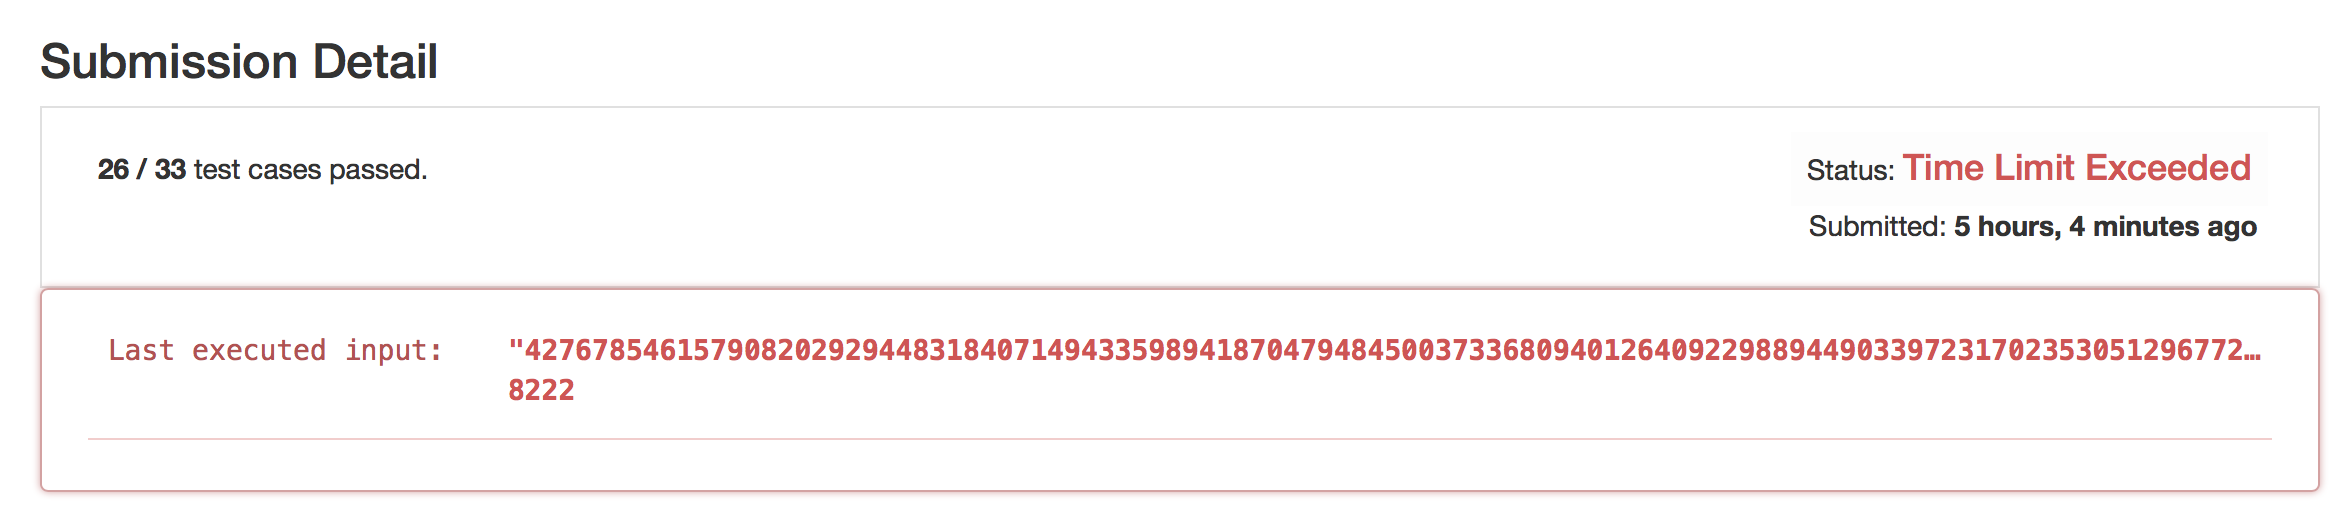 Submission Detail
26 / 33 test cases passed.
Status: Time Limit Exceeded
Submitted: 5 hours, 4 minutes ago
Last executed input: "427678546157908202929448318407149433598941870479484500373368094012640922988944903397231702353051296772…
8222